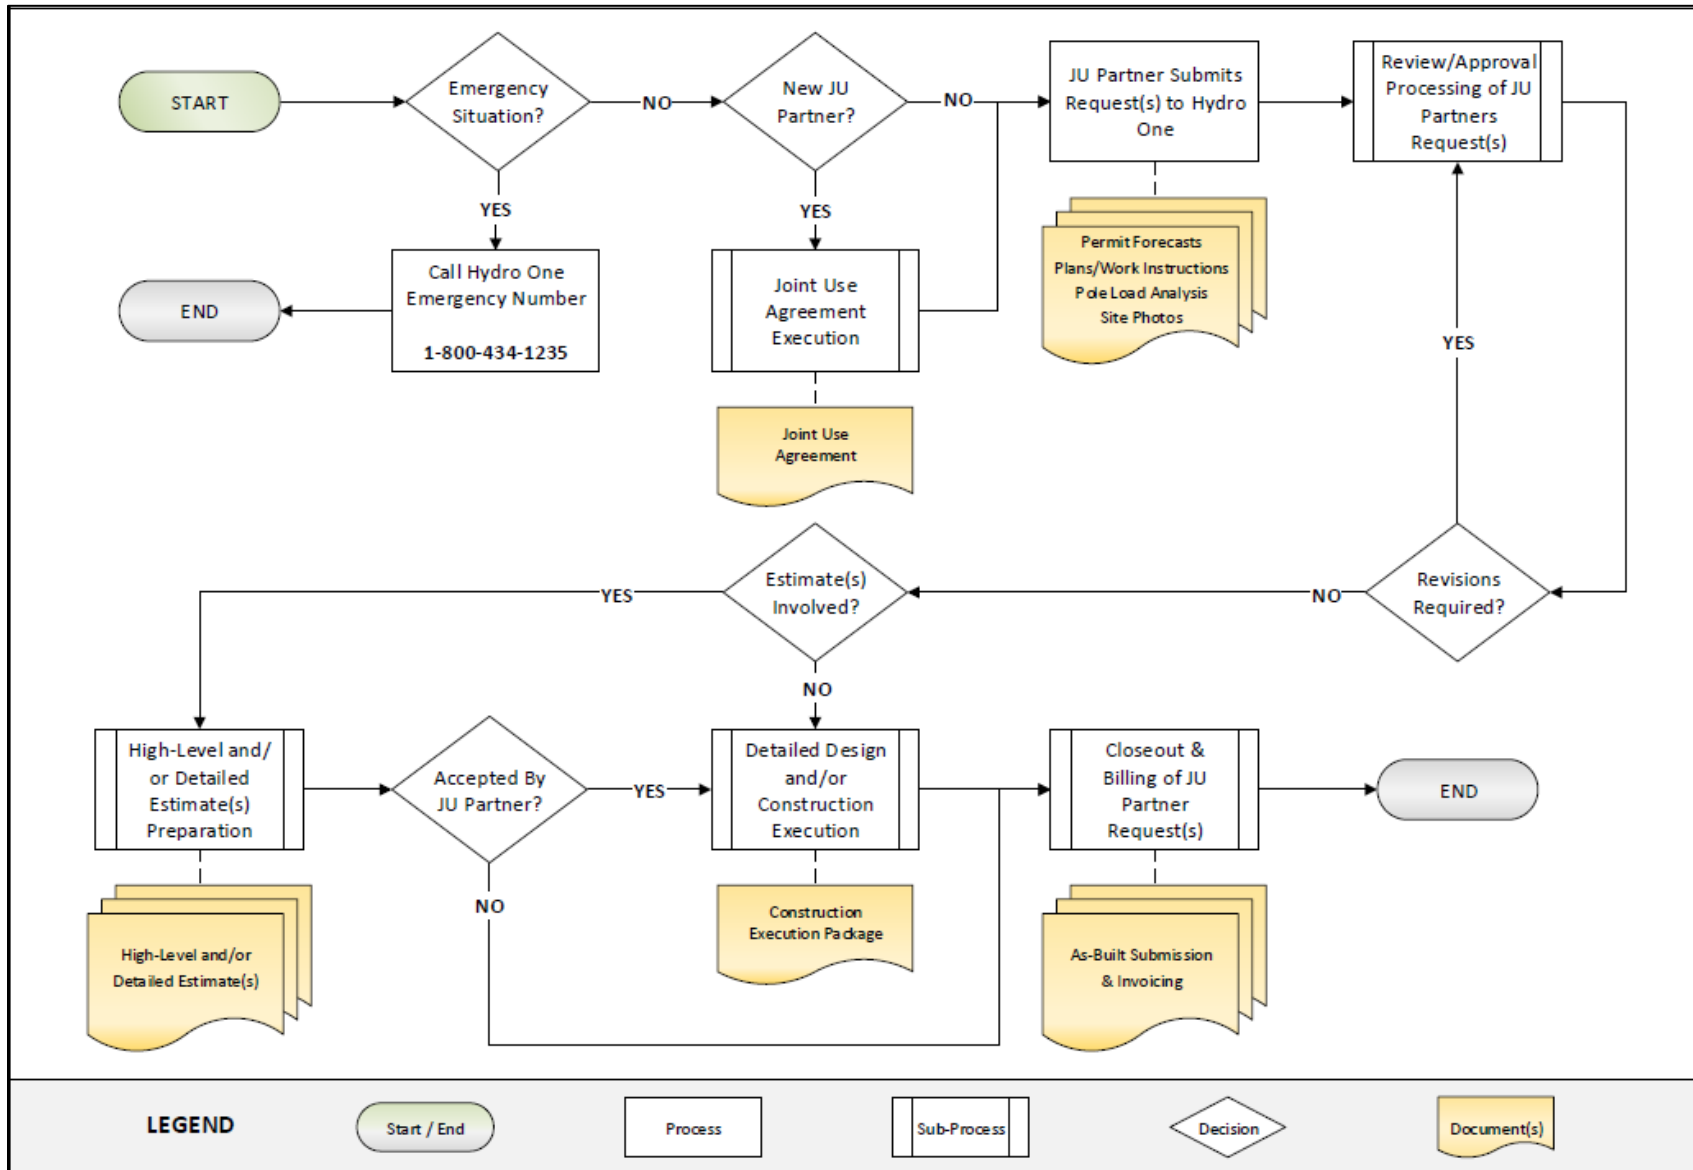 START
Emergency
Situation?
NO
New JU
Partner?
NO
JU Partner Submits
Request(s) to Hydro
One
Review/Approval
Processing of JU
Partners
Request(s)
YES
YES
Call Hydro One
Emergency Number
1-800-434-1235
END
Joint Use
Agreement
Execution
Permit Forecasts
Plans/Work Instructions
Pole Load Analysis
Site Photos
YES
Joint Use
Agreement
YES
Estimate(s)
Involved?
NO
Revisions
Required?
NO
High-Level and/
or Detailed
Estimate(s)
Preparation
Accepted By
JU Partner?
YES
Detailed Design
and/or
Construction
Execution
Closeout &
Billing of JU
Partner
Request(s)
END
NO
High-Level and/or
Detailed Estimate(s)
Construction
Execution Package
As-Built Submission
& Invoicing
LEGEND
Start / End
Process
Sub-Process
Decision
Document(s)